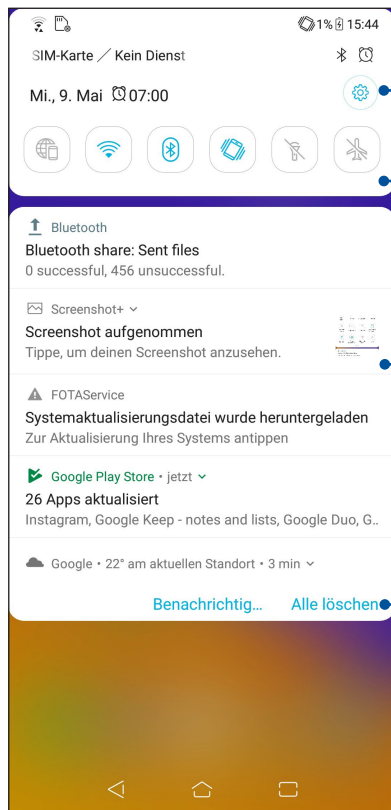 1% 15:44
SIM-Karte / Kein Dienst
Mi., 9. Mai 07:00
Bluetooth
Bluetooth share: Sent files
0 successful, 456 unsuccessful.
Screenshot+
Screenshot aufgenommen
Tippe, um deinen Screenshot anzusehen.
FOTAService
Systemaktualisierungsdatei wurde heruntergeladen
Zur Aktualisierung Ihres Systems antippen
Google Play Store • jetzt
26 Apps aktualisiert
Instagram, Google Keep - notes and lists, Google Duo, G..
Google • 22° am aktuellen Standort • 3 min
Benachrichtig... Alle löschen